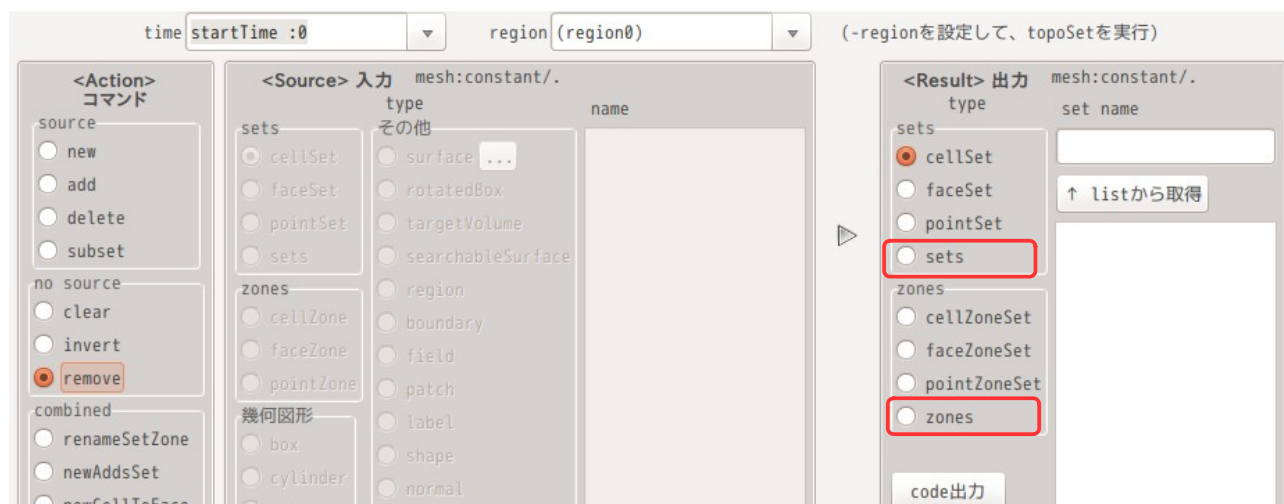 time startTime :0 region (region0) (-regionを設定して、topoSetを実行)
<Action>
コマンド
source
new
add
delete
subset
no source
clear
invert
remove
combined
renameSetZone
newAddsSet
newCellToFace
<Source> 入力 mesh:constant/.
type
name
sets
cellSet
faceSet
pointSet
sets
zones
cellZone
faceZone
pointZone
幾何図形
box
cylinder
その他
surface ...
rotatedBox
targetVolume
searchableSurface
region
boundary
field
patch
label
shape
normal
<Result> 出力 mesh:constant/.
type
set name
sets
cellSet
faceSet
pointSet
sets
↑ listから取得
zones
cellZoneSet
faceZoneSet
pointZoneSet
zones
code出力